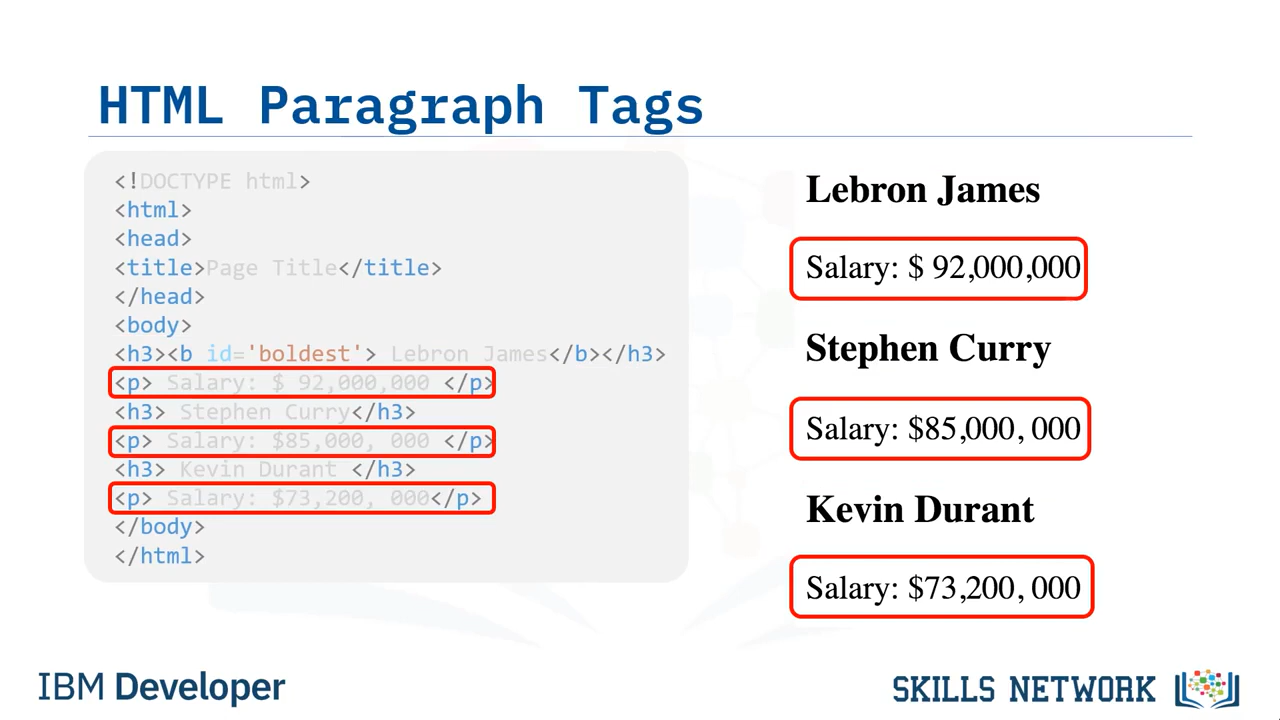 HTML Paragraph Tags
<!DOCTYPE html>
<html>
<head>
<title>Page Title</title>
</head>
<body>
<h3><b id='boldest'> Lebron James</b></h3>
<p> Salary: $ 92,000,000 </p>
<h3> Stephen Curry</h3>
<p> Salary: $85,000, 000 </p>
<h3> Kevin Durant </h3>
<p> Salary: $73,200, 000</p>
</body>
</html>
Lebron James
Salary: $ 92,000,000
Stephen Curry
Salary: $85,000, 000
Kevin Durant
Salary: $73,200, 000
IBM Developer
SKILLS NETWORK